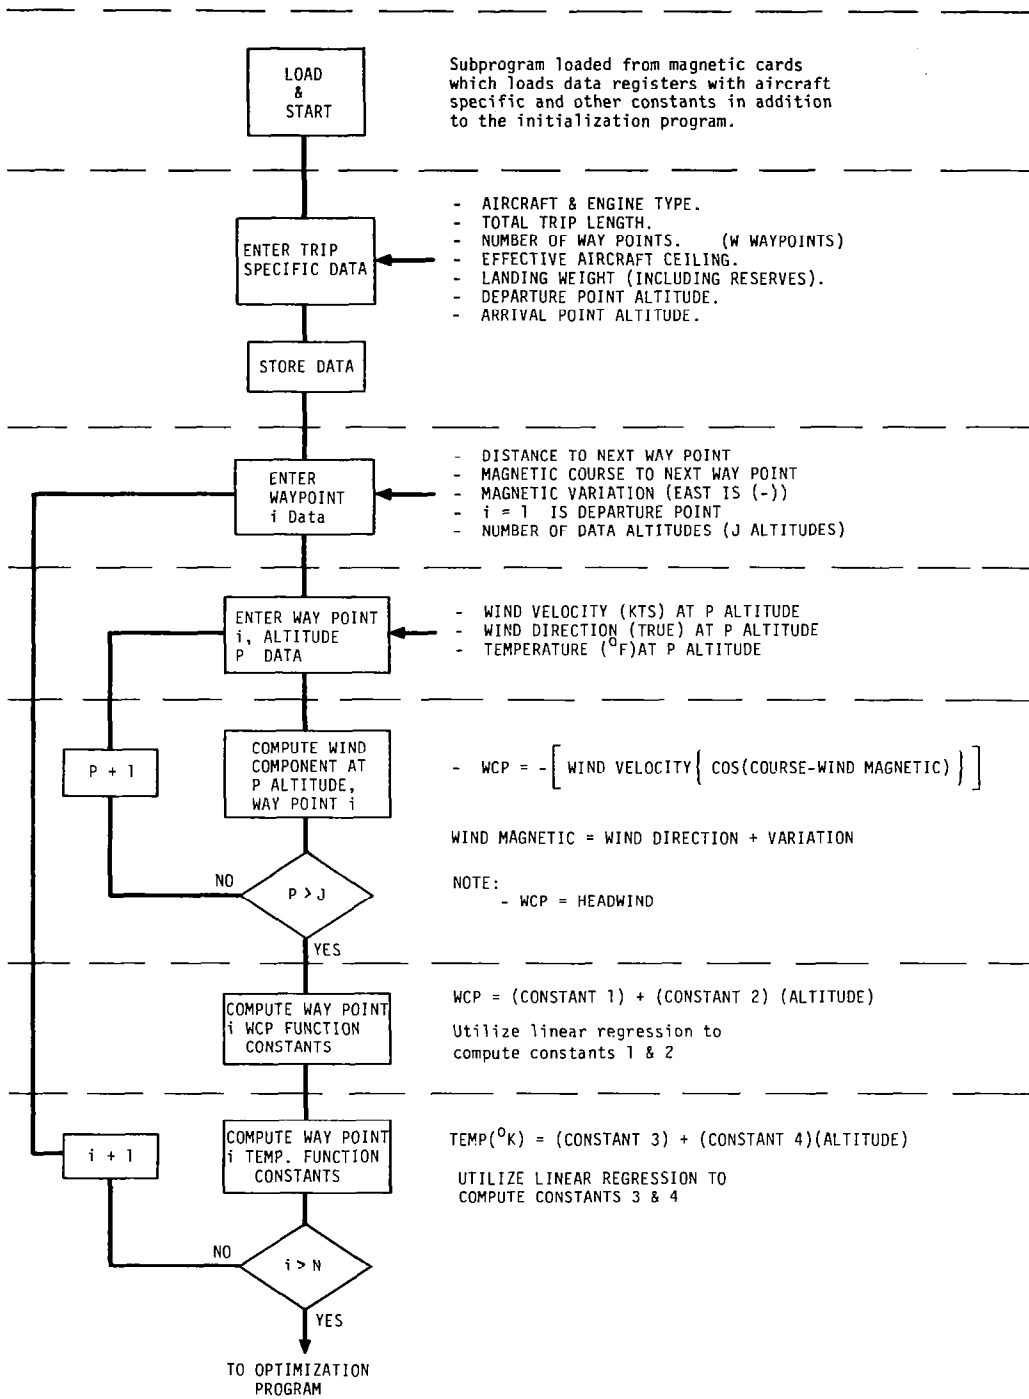 LOAD
&
START
Subprogram loaded from magnetic cards
which loads data registers with aircraft
specific and other constants in addition
to the initialization program.
ENTER TRIP
SPECIFIC DATA
- AIRCRAFT & ENGINE TYPE.
- TOTAL TRIP LENGTH.
- NUMBER OF WAY POINTS. (W WAYPOINTS)
- EFFECTIVE AIRCRAFT CEILING.
- LANDING WEIGHT (INCLUDING RESERVES).
- DEPARTURE POINT ALTITUDE.
- ARRIVAL POINT ALTITUDE.
STORE DATA
ENTER
WAYPOINT
i Data
- DISTANCE TO NEXT WAY POINT
- MAGNETIC COURSE TO NEXT WAY POINT
- MAGNETIC VARIATION (EAST IS (-))
- i = 1 IS DEPARTURE POINT
- NUMBER OF DATA ALTITUDES (J ALTITUDES)
ENTER WAY POINT
i, ALTITUDE
P DATA
- WIND VELOCITY (KTS) AT P ALTITUDE
- WIND DIRECTION (TRUE) AT P ALTITUDE
- TEMPERATURE (°F)AT P ALTITUDE
P + 1
COMPUTE WIND
COMPONENT AT
P ALTITUDE,
WAY POINT i
- WCP = -[ WIND VELOCITY{ COS(COURSE-WIND MAGNETIC) } ]
WIND MAGNETIC = WIND DIRECTION + VARIATION
NO
P > J
NOTE:
- WCP = HEADWIND
YES
COMPUTE WAY POINT
i WCP FUNCTION
CONSTANTS
WCP = (CONSTANT 1) + (CONSTANT 2) (ALTITUDE)
Utilize linear regression to
compute constants 1 & 2
i + 1
COMPUTE WAY POINT
i TEMP. FUNCTION
CONSTANTS
TEMP(°K) = (CONSTANT 3) + (CONSTANT 4)(ALTITUDE)
UTILIZE LINEAR REGRESSION TO
COMPUTE CONSTANTS 3 & 4
NO
i > N
YES
TO OPTIMIZATION
PROGRAM